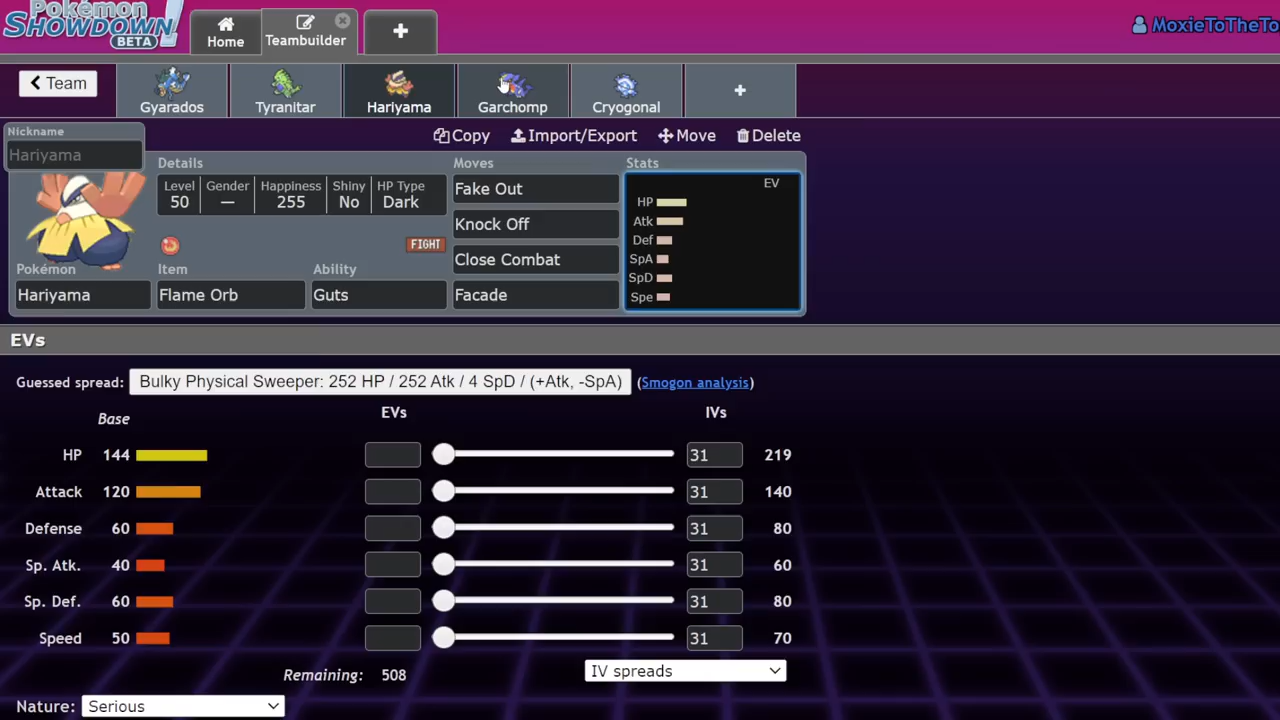 Pokémon
SHOWDOWN!
BETA
Home
Teambuilder
+
MoxieToTheTo
Team
Gyarados
Tyranitar
Hariyama
Garchomp
Cryogonal
+
Copy
Import/Export
Move
Delete
Nickname
Hariyama
Details
Moves
Stats
Level
50
Gender
—
Happiness
255
Shiny
No
HP Type
Dark
Fake Out
Knock Off
Close Combat
Facade
EV
HP
Atk
Def
SpA
SpD
Spe
FIGHT
Pokémon
Hariyama
Item
Flame Orb
Ability
Guts
EVs
Guessed spread: Bulky Physical Sweeper: 252 HP / 252 Atk / 4 SpD / (+Atk, -SpA) (Smogon analysis)
Base EVs IVs
HP 144 31 219
Attack 120 31 140
Defense 60 31 80
Sp. Atk. 40 31 60
Sp. Def. 60 31 80
Speed 50 31 70
Remaining: 508 IV spreads
Nature: Serious